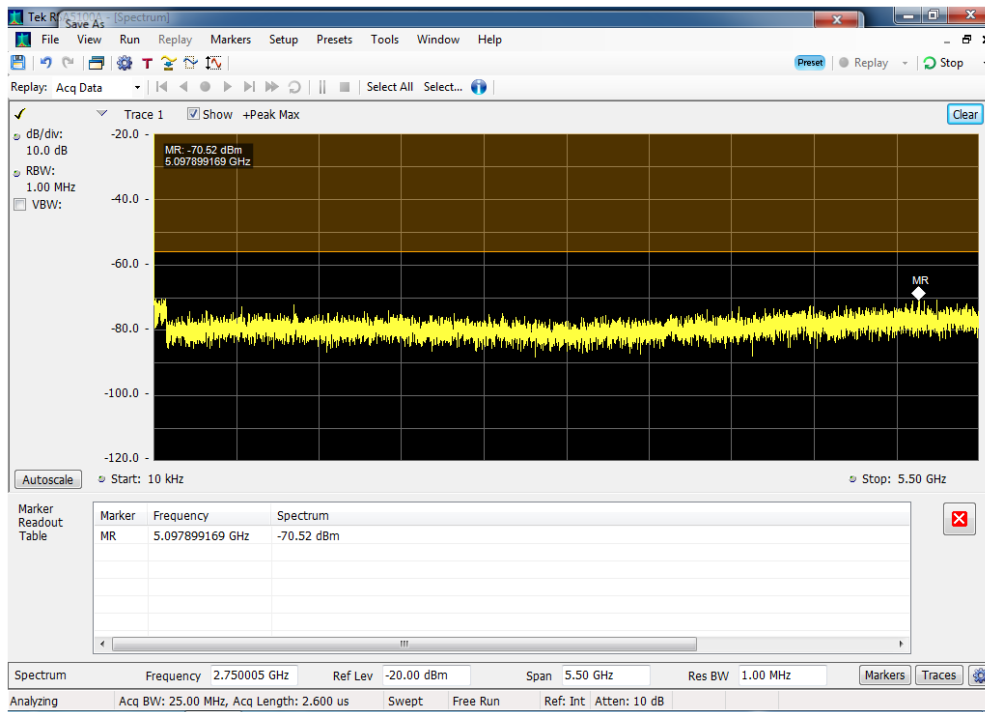 Tek RSA5100A - [Spectrum]
Save As
File View Run Replay Markers Setup Presets Tools Window Help
Preset Replay Stop
Replay: Acq Data Select All Select...
Trace 1 Show +Peak Max Clear
dB/div:
10.0 dB
RBW:
1.00 MHz
VBW:
-20.0
MR: -70.52 dBm
5.097899169 GHz
-40.0
-60.0
MR
-80.0
-100.0
-120.0
Autoscale Start: 10 kHz Stop: 5.50 GHz
Marker
Readout
Table
Marker Frequency Spectrum
MR 5.097899169 GHz -70.52 dBm
Spectrum Frequency 2.750005 GHz Ref Lev -20.00 dBm Span 5.50 GHz Res BW 1.00 MHz Markers Traces
Analyzing Acq BW: 25.00 MHz, Acq Length: 2.600 us Swept Free Run Ref: Int Atten: 10 dB